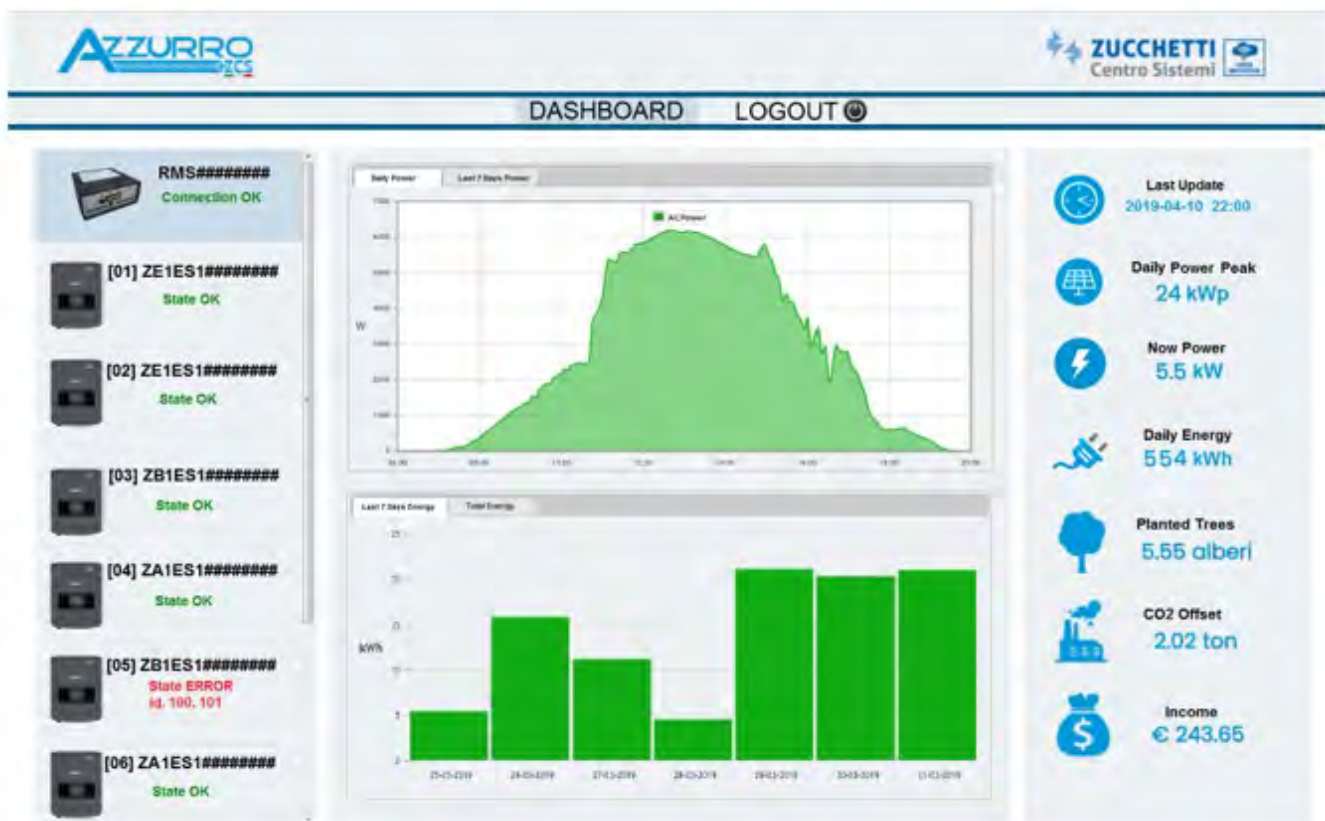 AZZURRO
ZCS
ZUCCHETTI
Centro Sistemi
DASHBOARD LOGOUT
RMS########
Connection OK
[01] ZE1ES1########
State OK
[02] ZE1ES1########
State OK
[03] ZB1ES1########
State OK
[04] ZA1ES1########
State OK
[05] ZB1ES1########
State ERROR
id. 100, 101
[06] ZA1ES1########
State OK
Daily Power Last 7 Days Power
AC Power
W
Last 7 Days Energy Total Energy
kWh
Last Update
2019-04-10 22:00
Daily Power Peak
24 kWp
Now Power
5.5 kW
Daily Energy
554 kWh
Planted Trees
5.55 alberi
CO2 Offset
2.02 ton
Income
€ 243.65